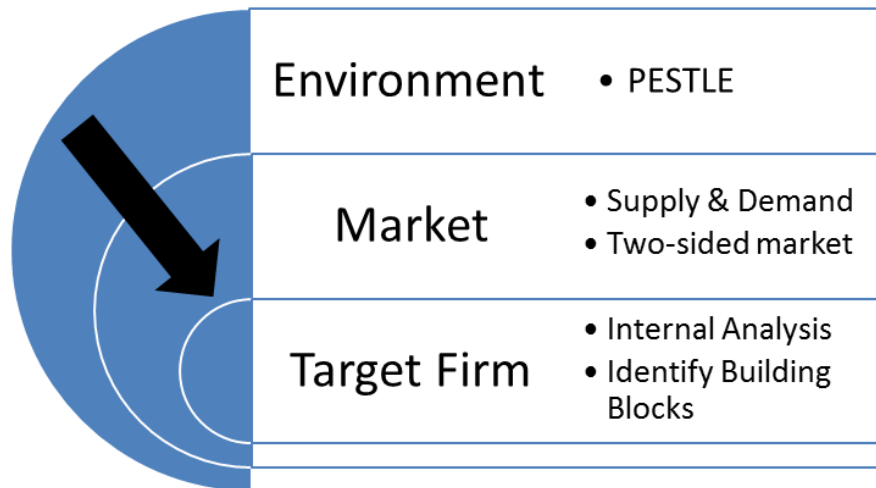 Environment
• PESTLE
Market
• Supply & Demand
• Two-sided market
Target Firm
• Internal Analysis
• Identify Building
Blocks